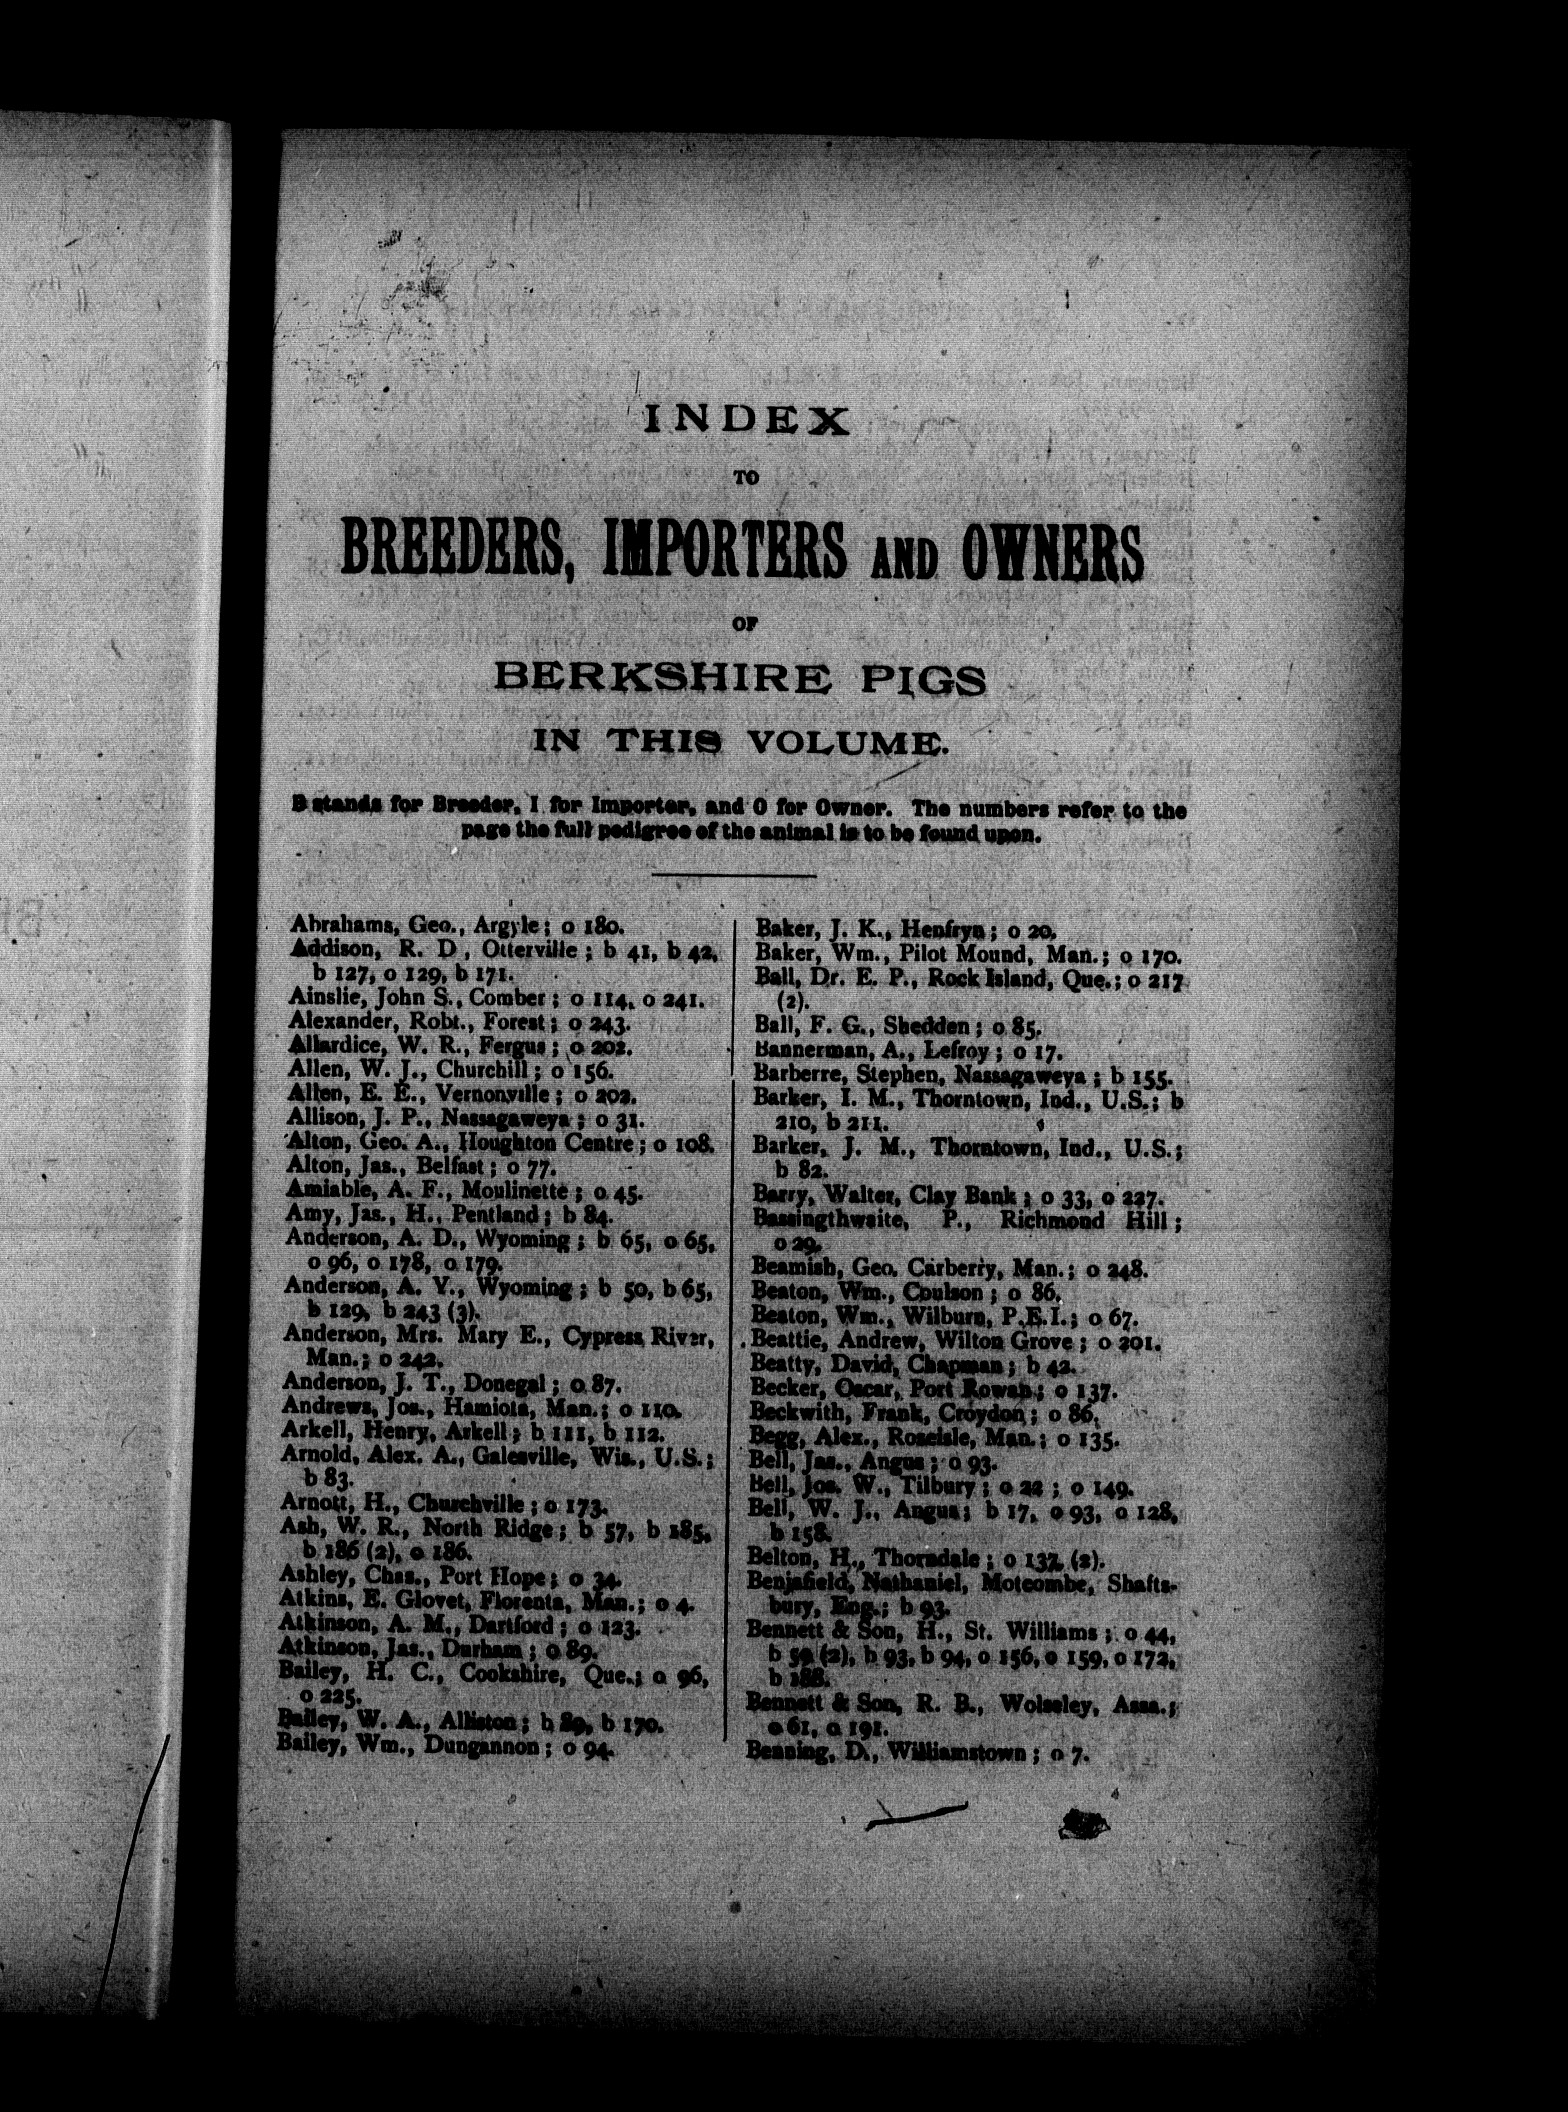 INDEX
TO
BREEDERS, IMPORTERS AND OWNERS
OF
BERKSHIRE PIGS
IN THIS VOLUME.
B stands for Breeder, I for Importer, and O for Owner. The numbers refer to the
page the full pedigree of the animal is to be found upon.
Abrahams, Geo., Argyle; o 180.
Addison, R. D, Otterville; b 41, b 42,
b 127, o 129, b 171.
Ainslie, John S., Comber; o 114, o 241.
Alexander, Robt., Forest; o 243.
Allardice, W. R., Fergus; o 202.
Allen, W. J., Churchill; o 156.
Allen, E. E., Vernonville; o 202.
Allison, J. P., Nassagaweya; o 31.
Alton, Geo. A., Houghton Centre; o 108.
Alton, Jas., Belfast; o 77.
Amiable, A. F., Moulinette; o 45.
Amy, Jas., H., Pentland; b 84.
Anderson, A. D., Wyoming; b 65, o 65,
o 96, o 178, o 179.
Anderson, A. Y., Wyoming; b 50, b 65,
b 129, b 243 (3).
Anderson, Mrs. Mary E., Cypress River,
Man.; o 242.
Anderson, J. T., Donegal; o 87.
Andrews, Jos., Hamiota, Man.; o 110.
Arkell, Henry, Arkell; b 111, b 112.
Arnold, Alex. A., Galesville, Wis., U.S.;
b 83.
Arnott, H., Churchville; o 173.
Ash, W. R., North Ridge; b 57, b 185,
b 186 (2), o 186.
Ashley, Chas., Port Hope; o 34.
Atkins, E. Glovet, Florenta, Man.; o 4.
Atkinson, A. M., Dartford; o 123.
Atkinson, Jas., Durham; o 89.
Bailey, H. C., Cookshire, Que.; o 96,
o 225.
Bailey, W. A., Alliston; b 89, b 170.
Bailey, Wm., Dungannon; o 94.
Baker, J. K., Henfryn; o 20.
Baker, Wm., Pilot Mound, Man.; o 170.
Ball, Dr. E. P., Rock Island, Que.; o 217
(2).
Ball, F. G., Shedden; o 85.
Bannerman, A., Lefroy; o 17.
Barberre, Stephen, Nassagaweya; b 155.
Barker, I. M., Thorntown, Ind., U.S.; b
210, b 211.
Barker, J. M., Thorntown, Ind., U.S.;
b 82.
Barry, Walter, Clay Bank; o 33, o 227.
Bassingthwaite, P., Richmond Hill;
o 29.
Beamish, Geo. Carberry, Man.; o 248.
Beaton, Wm., Coulson; o 86.
Beaton, Wm., Wilburn, P.E.I.; o 67.
Beattie, Andrew, Wilton Grove; o 201.
Beatty, David, Chapman; b 42.
Becker, Oscar, Port Rowan; o 137.
Beckwith, Frank, Croydon; o 86.
Begg, Alex., Roseisle, Man.; o 135.
Bell, Jas., Angus; o 93.
Bell, Jos. W., Tilbury; o 22; o 149.
Bell, W. J., Angus; b 17, o 93, o 128,
b 158.
Belton, H., Thorndale; o 137, (2).
Benjafield, Nathaniel, Motcombe, Shafts-
bury, Eng.; b 93.
Bennett & Son, H., St. Williams; o 44,
b 59 (2), b 93, b 94, o 156, o 159, o 172,
b 188.
Bennett & Son, R. B., Wolseley, Assa.;
o 61, o 191.
Benning, D., Williamstown; o 7.